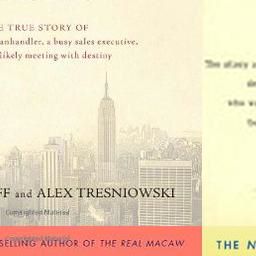 E TRUE STORY OF
anhandler, a busy sales executive,
likely meeting with destiny
FF and ALEX TRESNIOWSKI
Copyrighted Material
SELLING AUTHOR OF THE REAL MACAW
The story
who
THE N